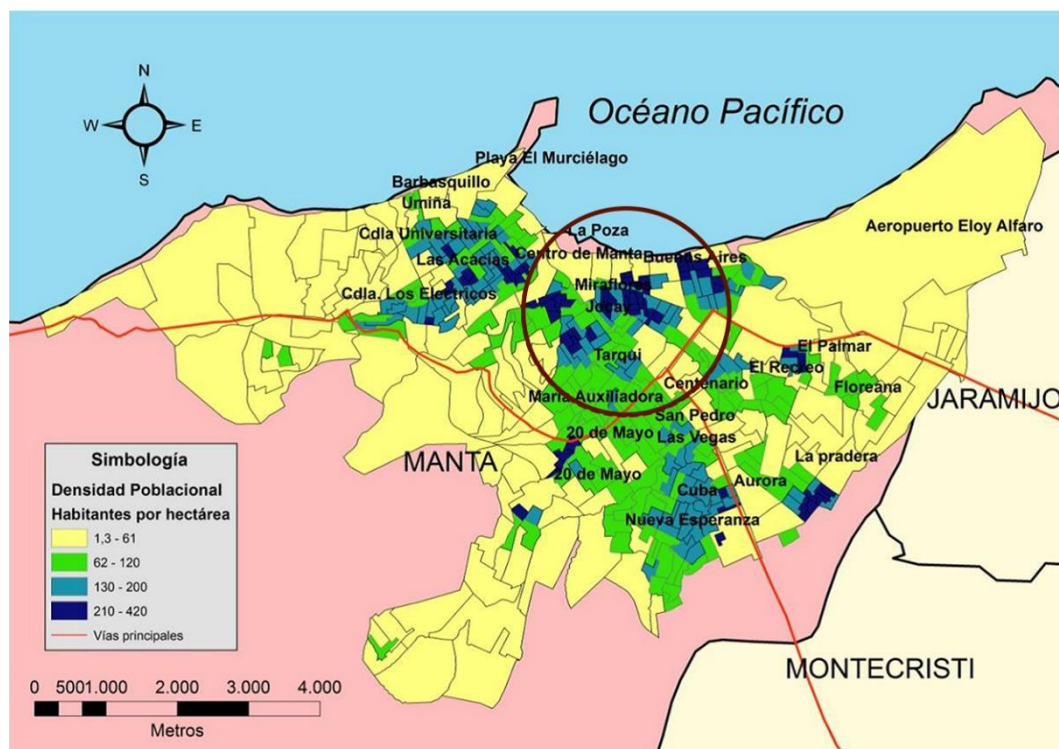 N
W
E
S
Océano Pacífico
Playa El Murciélago
Barbasquillo
Umiña
Aeropuerto Eloy Alfaro
Cdla Universitaria
La Poza
Centro de Manta
Buenos Aires
Las Acacias
Miraflores
Cdla. Los Electricos
Jocay
Tarqui
El Palmar
El Recreo
Centenario
Floreana
Maria Auxiliadora
JARAMIJO
San Pedro
20 de Mayo
Las Vegas
MANTA
La pradera
20 de Mayo
Aurora
Cuba
Nueva Esperanza
MONTECRISTI
Simbología
Densidad Poblacional
Habitantes por hectárea
1,3 - 61
62 - 120
130 - 200
210 - 420
Vías principales
0 500 1.000 2.000 3.000 4.000
Metros